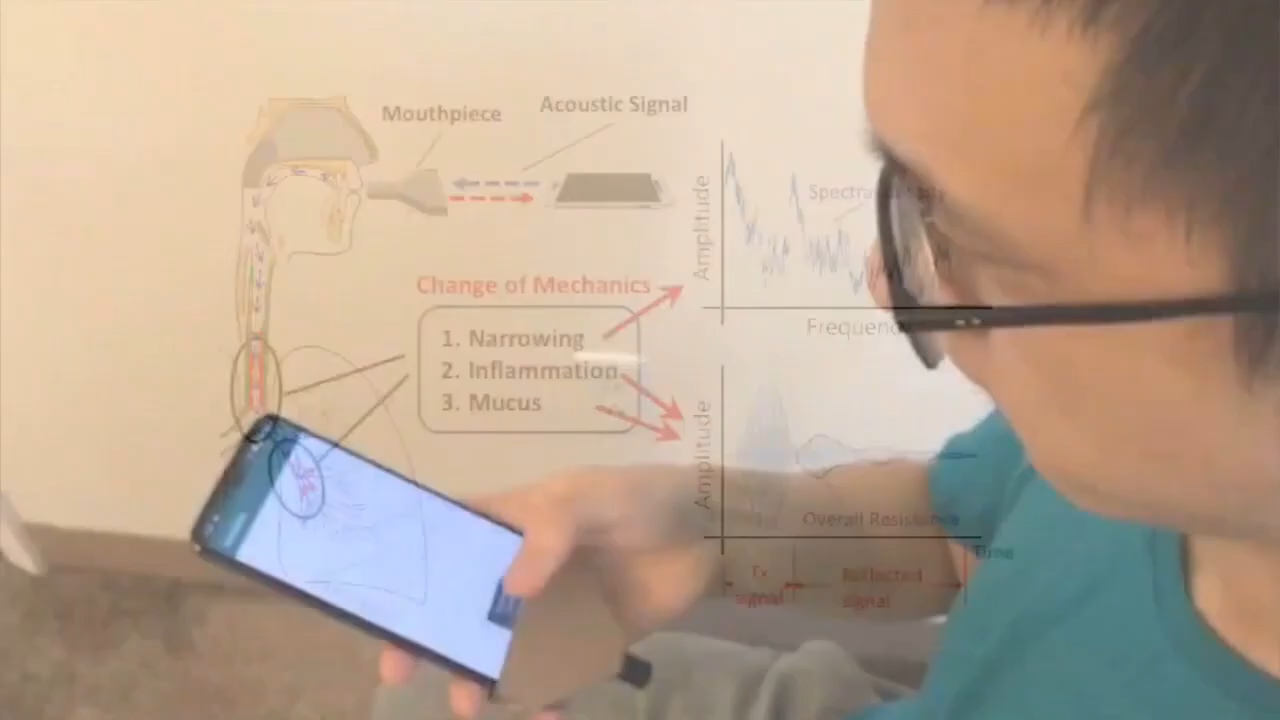 Mouthpiece
Acoustic Signal
Amplitude
Change of Mechanics
1. Narrowing
2. Inflammation
3. Mucus
Amplitude
Overall Resistance
Time
Tx
signal
Reflected
signal